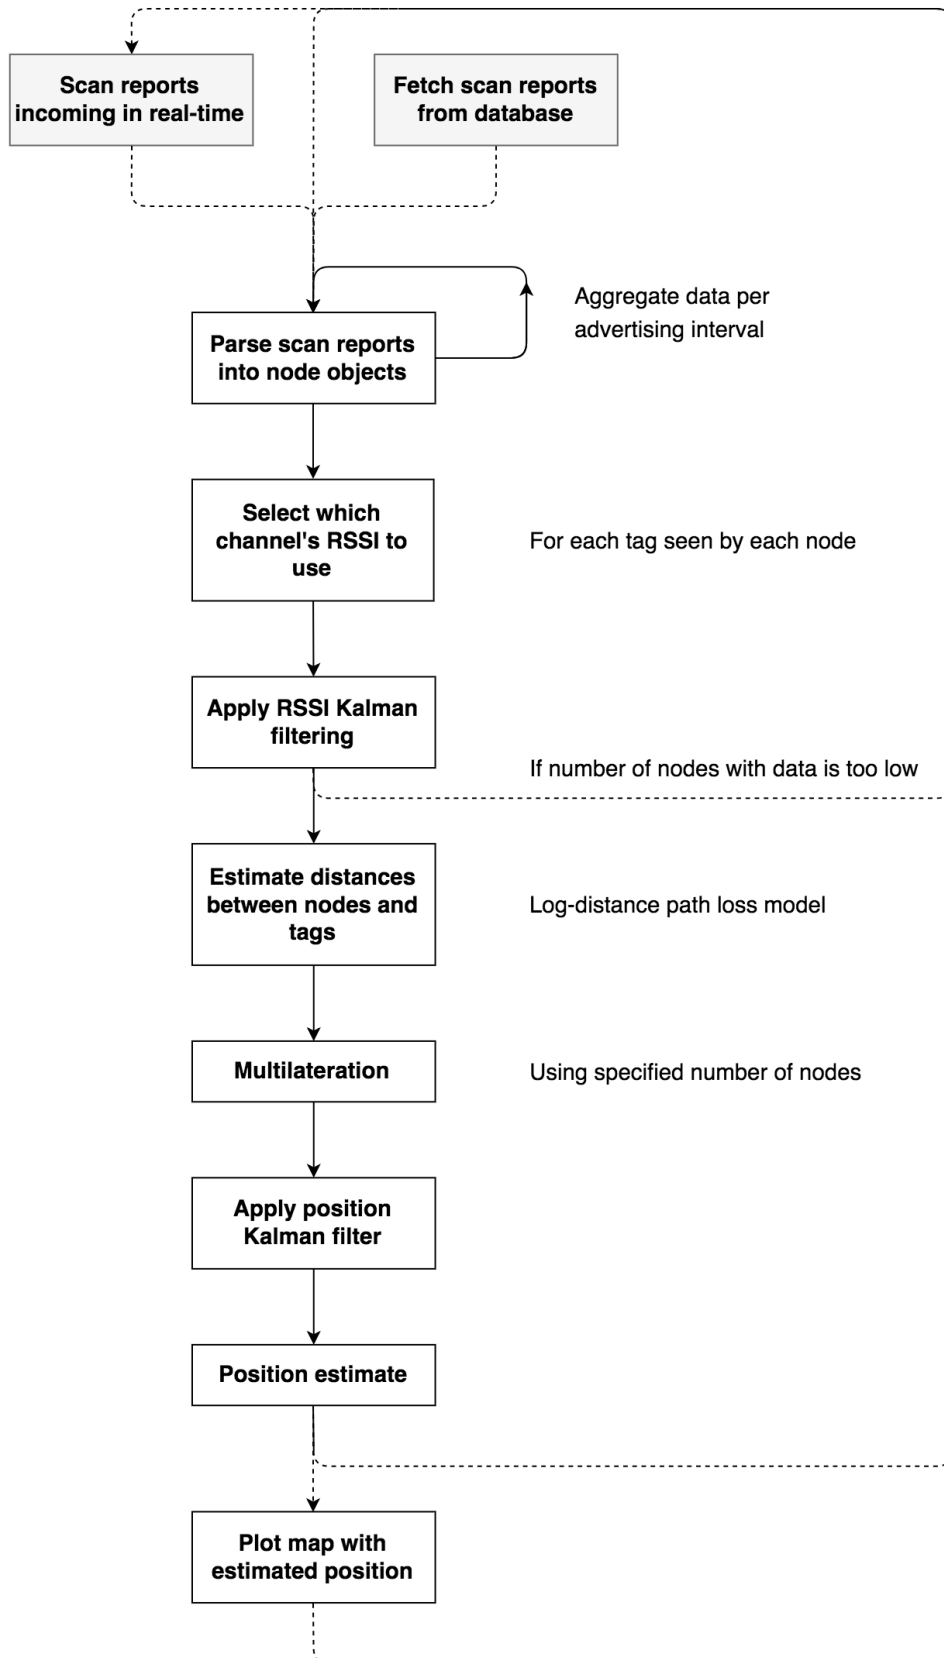 Scan reports
incoming in real-time
Fetch scan reports
from database
Aggregate data per
advertising interval
Parse scan reports
into node objects
Select which
channel's RSSI to
use
For each tag seen by each node
Apply RSSI Kalman
filtering
If number of nodes with data is too low
Estimate distances
between nodes and
tags
Log-distance path loss model
Multilateration
Using specified number of nodes
Apply position
Kalman filter
Position estimate
Plot map with
estimated position